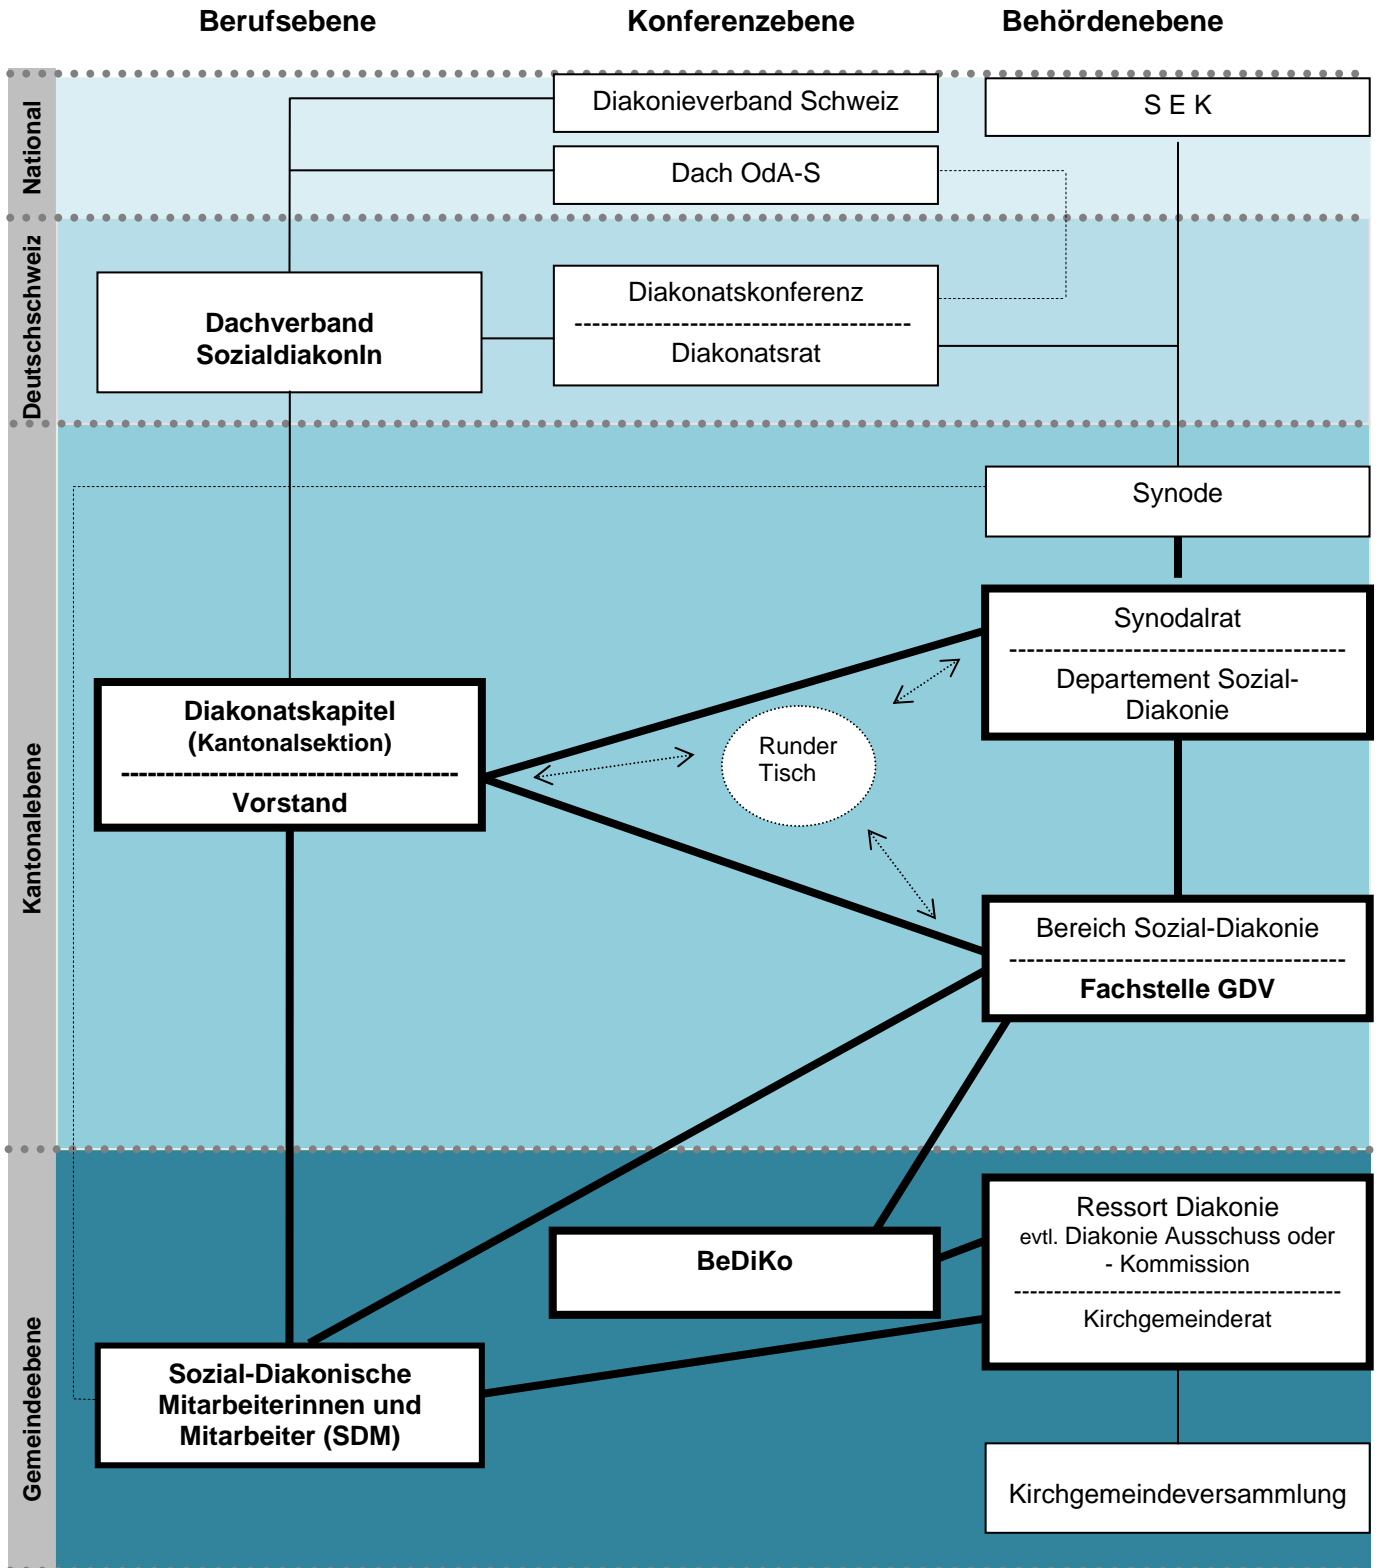 Berufsebene
Konferenzebene
Behördenebene
National
Diakonieverband Schweiz
S E K
Dach OdA-S
Deutschschweiz
Dachverband
SozialdiakonIn
Diakonatskonferenz
Diakonatsrat
Kantonalebene
Synode
Synodalrat
Departement Sozial-
Diakonie
Diakonatskapitel
(Kantonalsektion)
Vorstand
Runder
Tisch
Bereich Sozial-Diakonie
Fachstelle GDV
Gemeindeebene
Ressort Diakonie
evtl. Diakonie Ausschuss oder
- Kommission
Kirchgemeinderat
BeDiKo
Sozial-Diakonische
Mitarbeiterinnen und
Mitarbeiter (SDM)
Kirchgemeindeversammlung